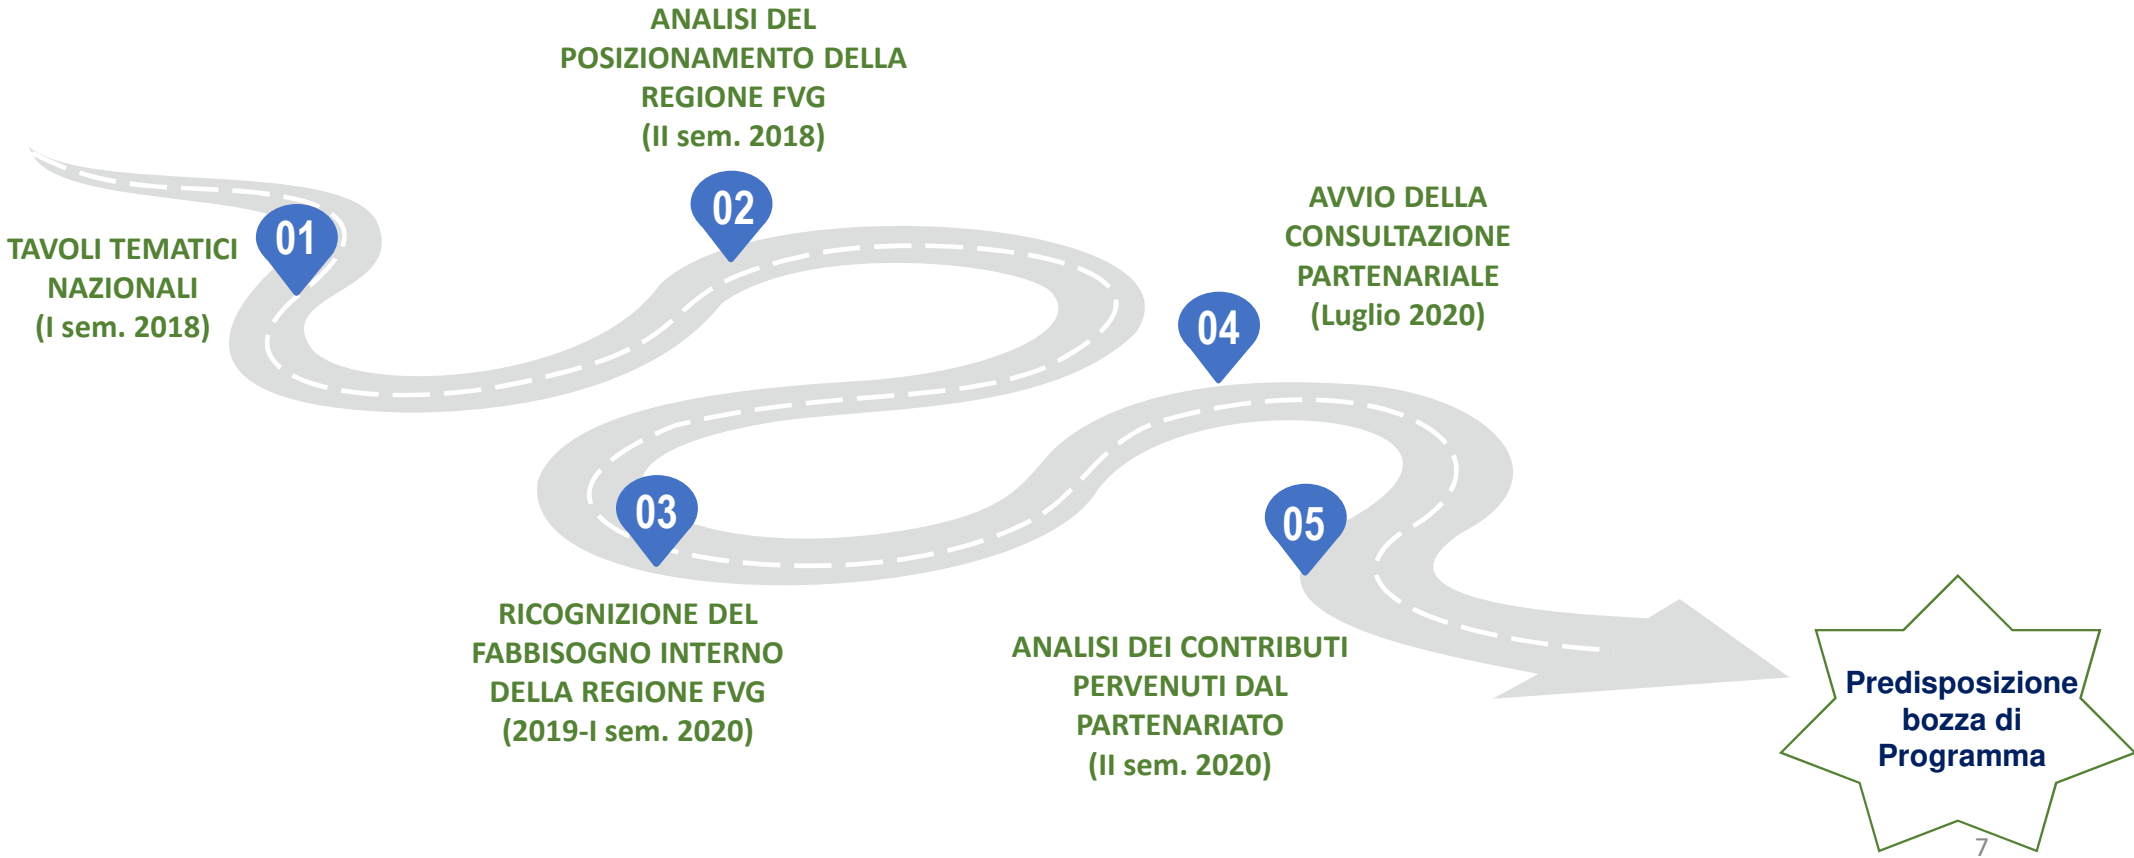 01
TAVOLI TEMATICI
NAZIONALI
(I sem. 2018)
02
ANALISI DEL
POSIZIONAMENTO DELLA
REGIONE FVG
(II sem. 2018)
03
RICOGNIZIONE DEL
FABBISOGNO INTERNO
DELLA REGIONE FVG
(2019-I sem. 2020)
04
AVVIO DELLA
CONSULTAZIONE
PARTENARIALE
(Luglio 2020)
05
ANALISI DEI CONTRIBUTI
PERVENUTI DAL
PARTENARIATO
(II sem. 2020)
Predisposizione
bozza di
Programma
7